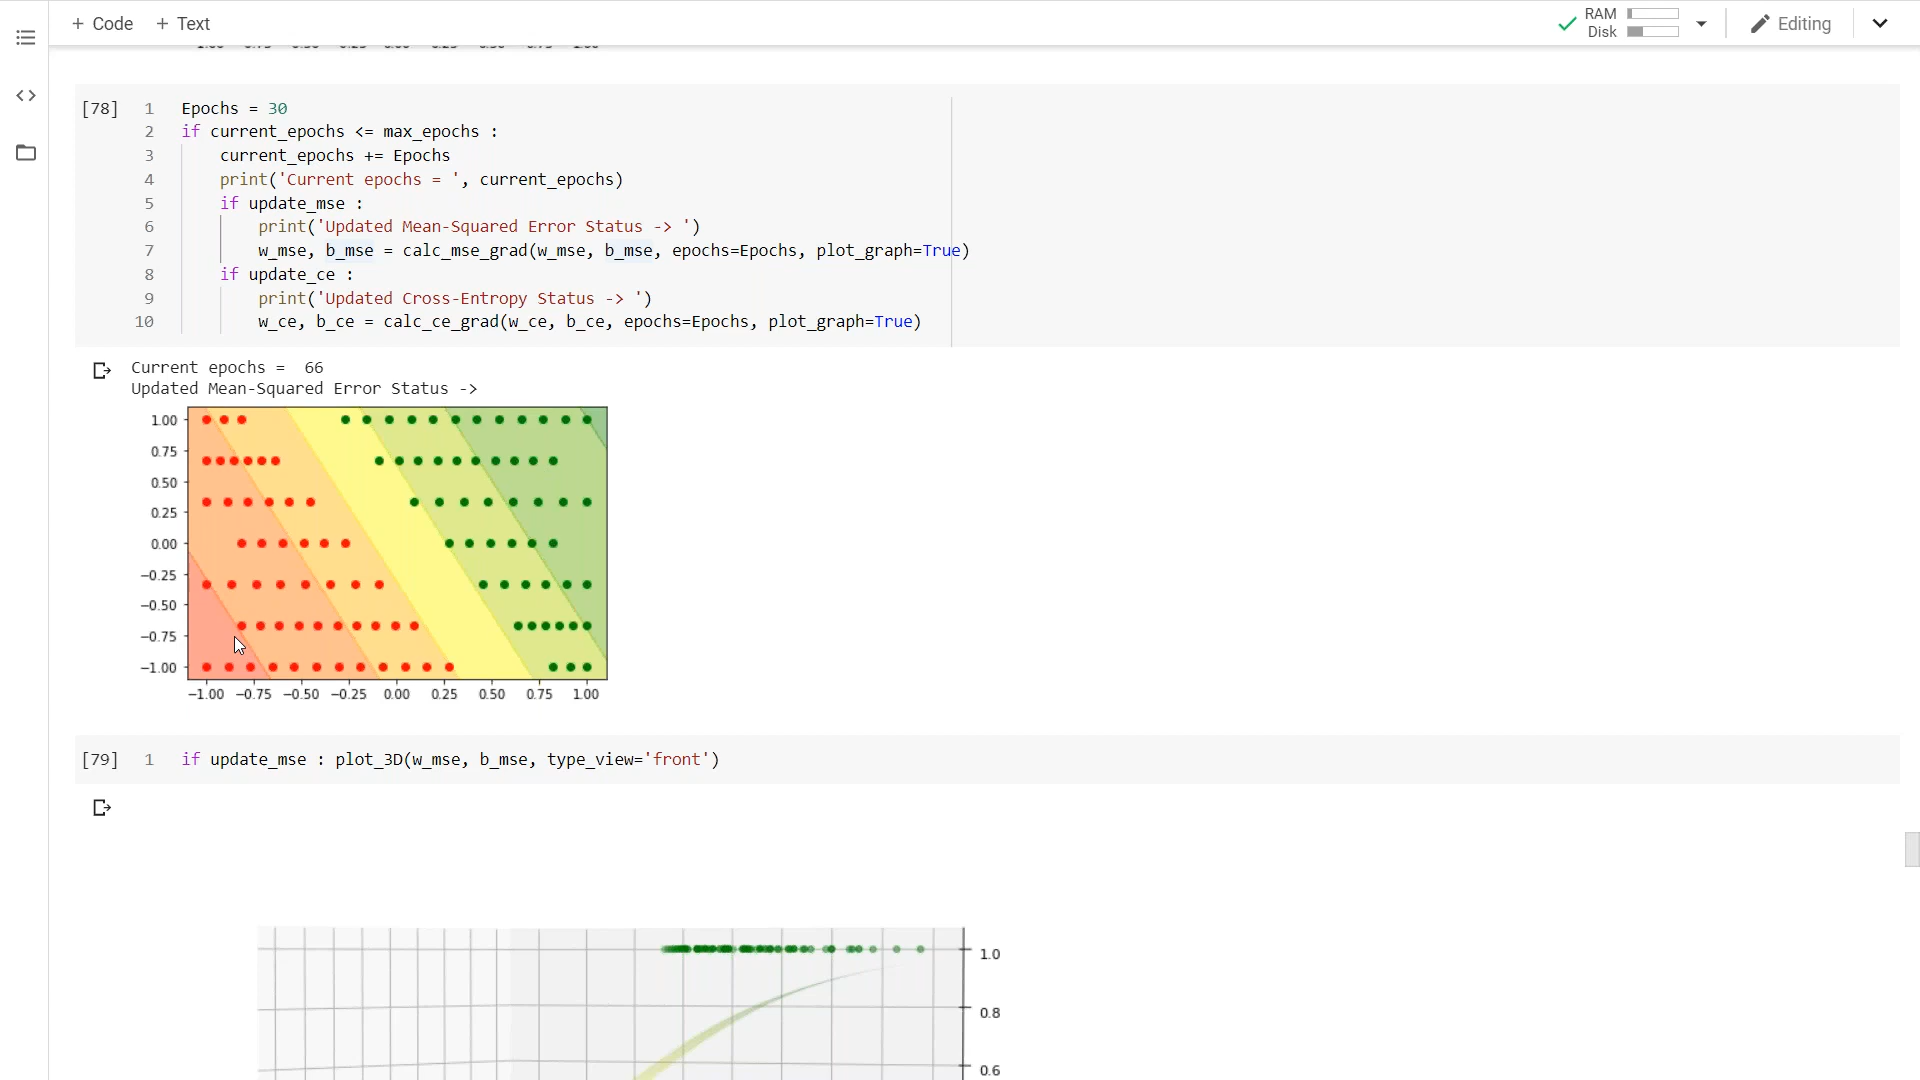 + Code + Text
RAM
Disk
Editing
[78] 1 Epochs = 30
2 if current_epochs <= max_epochs :
3 current_epochs += Epochs
4 print('Current epochs = ', current_epochs)
5 if update_mse :
6 print('Updated Mean-Squared Error Status -> ')
7 w_mse, b_mse = calc_mse_grad(w_mse, b_mse, epochs=Epochs, plot_graph=True)
8 if update_ce :
9 print('Updated Cross-Entropy Status -> ')
10 w_ce, b_ce = calc_ce_grad(w_ce, b_ce, epochs=Epochs, plot_graph=True)
Current epochs =  66
Updated Mean-Squared Error Status ->
1.00
0.75
0.50
0.25
0.00
−0.25
−0.50
−0.75
−1.00
−1.00 −0.75 −0.50 −0.25 0.00 0.25 0.50 0.75 1.00
[79] 1 if update_mse : plot_3D(w_mse, b_mse, type_view='front')
1.0
0.8
0.6